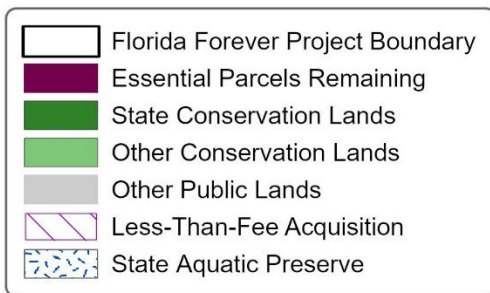 Florida Forever Project Boundary
Essential Parcels Remaining
State Conservation Lands
Other Conservation Lands
Other Public Lands
Less-Than-Fee Acquisition
State Aquatic Preserve